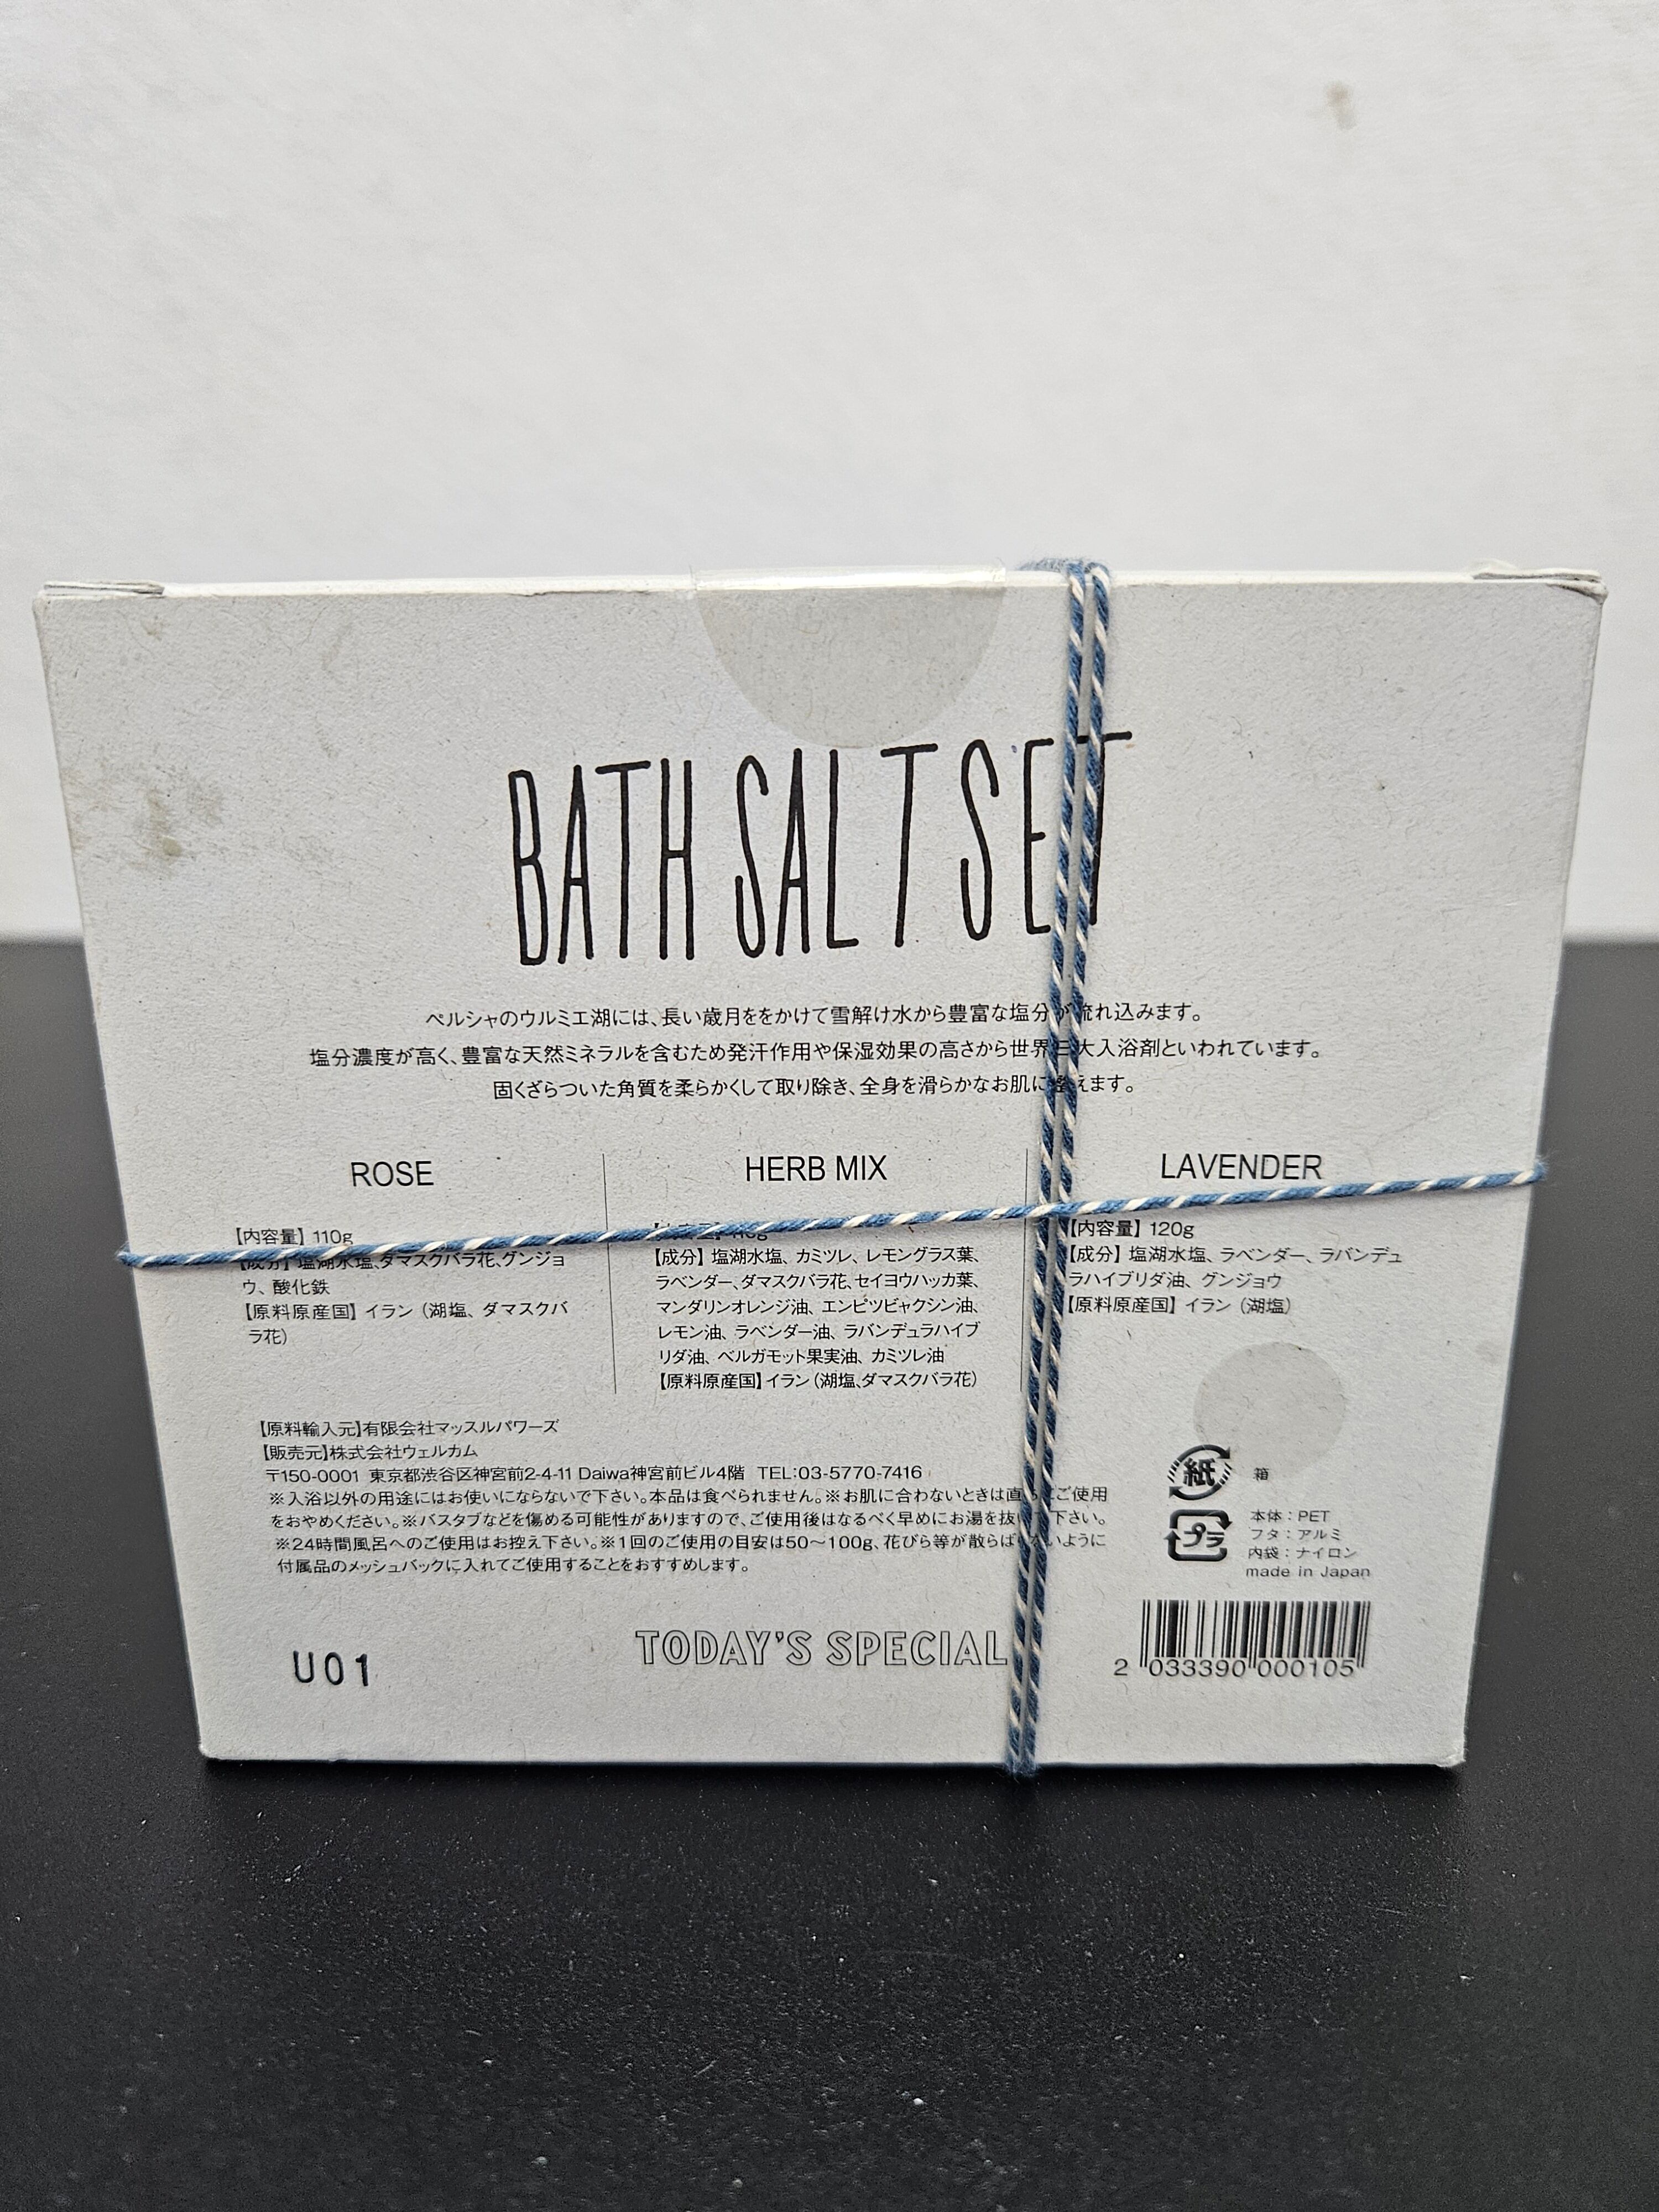 BATH SALT SET
ペルシャのウルミエ湖には、長い歳月ををかけて雪解け水から豊富な塩分が流れ込みます。
塩分濃度が高く、豊富な天然ミネラルを含むため発汗作用や保湿効果の高さから世界三大入浴剤といわれています。
固くざらついた角質を柔らかくして取り除き、全身を滑らかなお肌に整えます。
ROSE
【内容量】 110g
【成分】 塩湖水塩、ダマスクバラ花、グンジョ
ウ、酸化鉄
【原料原産国】 イラン (湖塩、ダマスクバ
ラ花)
HERB MIX
【成分】 塩湖水塩、カミツレ、レモングラス葉、
ラベンダー、ダマスクバラ花、セイヨウハッカ葉、
マンダリンオレンジ油、エンピツビャクシン油、
レモン油、ラベンダー油、ラバンデュラハイブ
リダ油、ベルガモット果実油、カミツレ油
【原料原産国】イラン (湖塩、ダマスクバラ花)
LAVENDER
【内容量】 120g
【成分】 塩湖水塩、ラベンダー、ラバンデュ
ラハイブリダ油、グンジョウ
【原料原産国】 イラン (湖塩)
【原料輸入元】有限会社マッスルパワーズ
【販売元】株式会社ウェルカム
〒150-0001 東京都渋谷区神宮前2-4-11 Daiwa神宮前ビル4階 TEL:03-5770-7416
※入浴以外の用途にはお使いにならないで下さい。本品は食べられません。※お肌に合わないときは直ちにご使用
をおやめください。※バスタブなどを傷める可能性がありますので、ご使用後はなるべく早めにお湯を抜いて下さい。
※24時間風呂へのご使用はお控え下さい。※1回のご使用の目安は50〜100g、花びら等が散らばらないように
付属品のメッシュバックに入れてご使用することをおすすめします。
紙 箱
プラ
本体：PET
フタ：アルミ
内袋：ナイロン
made in Japan
U01
TODAY'S SPECIAL
2 033390 000105